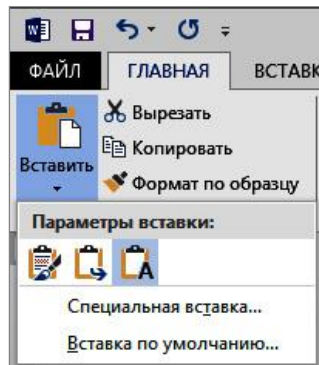 ФАЙЛ ГЛАВНАЯ ВСТАВК
Вставить
Вырезать
Копировать
Формат по образцу
Параметры вставки:
A
Специальная вставка...
Вставка по умолчанию...